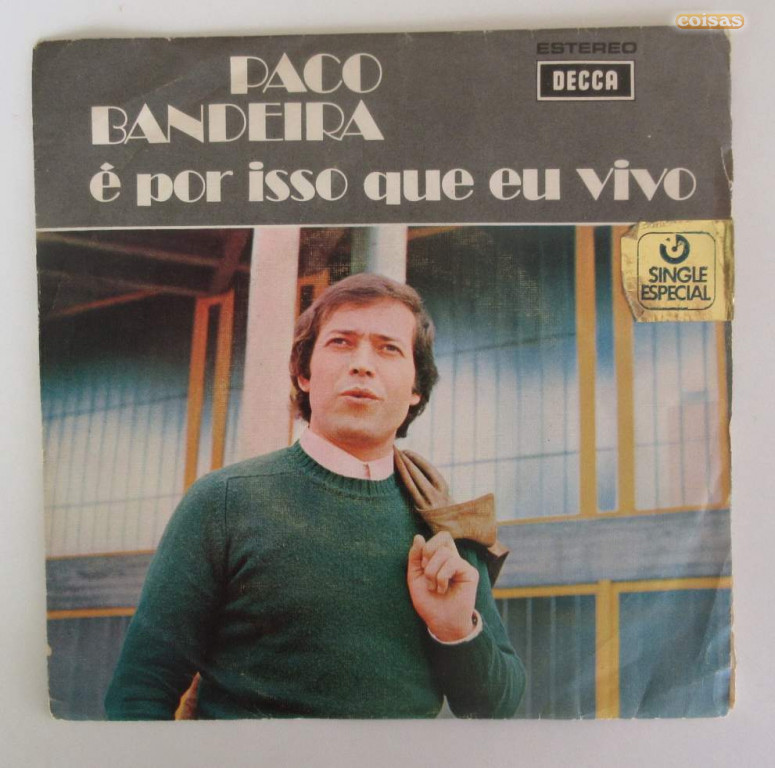 coisas
ESTEREO
DECCA
PACO
BANDEIRA
é por isso que eu vivo
SINGLE
ESPECIAL